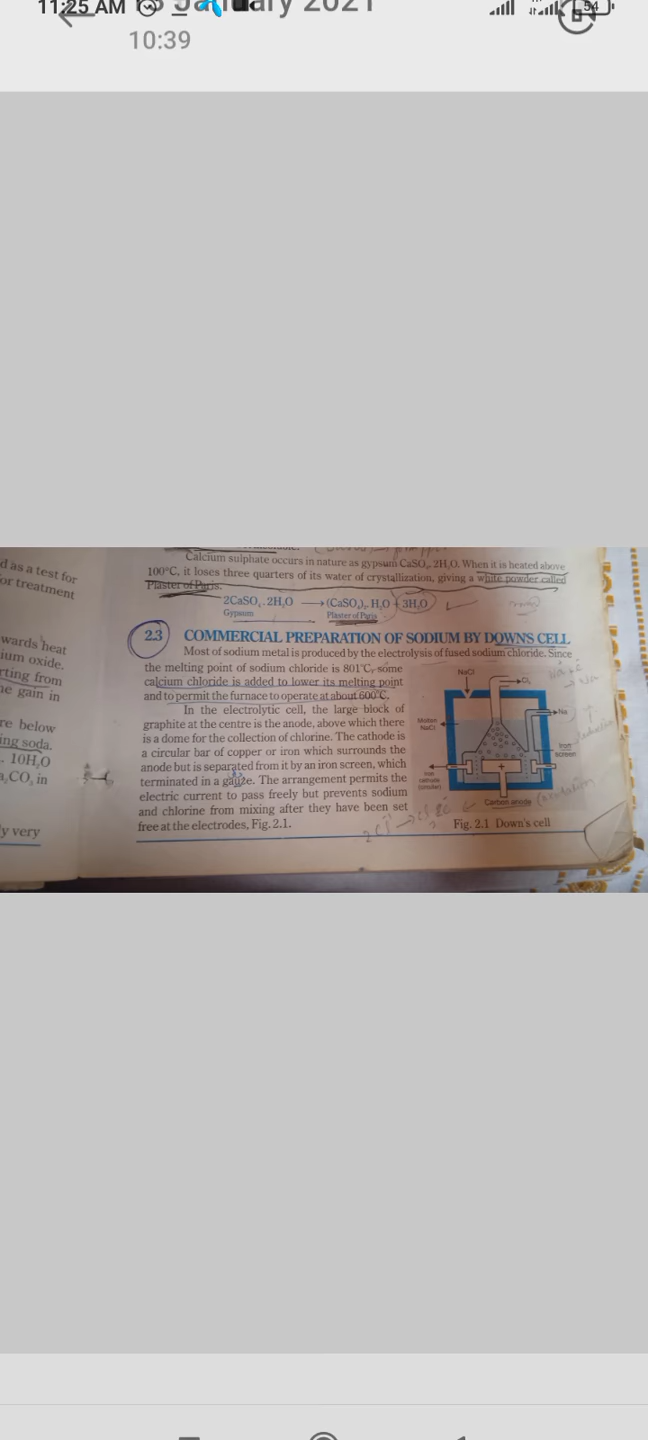 11:25 AM
January 2021
54
10:39
d as a test for
or treatment
wards heat
ium oxide.
rting from
he gain in
re below
ing soda.
. 10H₂O
a₂CO₃ in
ly very
Calcium sulphate occurs in nature as gypsum CaSO₄. 2H₂O. When it is heated above
100°C, it loses three quarters of its water of crystallization, giving a white powder called
Plaster of Paris.
2CaSO₄ . 2H₂O ⟶ (CaSO₄)₂. H₂O + 3H₂O
Gypsum Plaster of Paris
2.3 COMMERCIAL PREPARATION OF SODIUM BY DOWNS CELL
Most of sodium metal is produced by the electrolysis of fused sodium chloride. Since
the melting point of sodium chloride is 801°C, some
calcium chloride is added to lower its melting point
and to permit the furnace to operate at about 600°C.
In the electrolytic cell, the large block of
graphite at the centre is the anode, above which there
is a dome for the collection of chlorine. The cathode is
a circular bar of copper or iron which surrounds the
anode but is separated from it by an iron screen, which
terminated in a gauze. The arrangement permits the
electric current to pass freely but prevents sodium
and chlorine from mixing after they have been set
free at the electrodes, Fig. 2.1.
NaCl
Cl₂
Na
Molten
NaCl
Iron
screen
Iron
cathode
(circular)
+
Carbon anode
Fig. 2.1 Down's cell